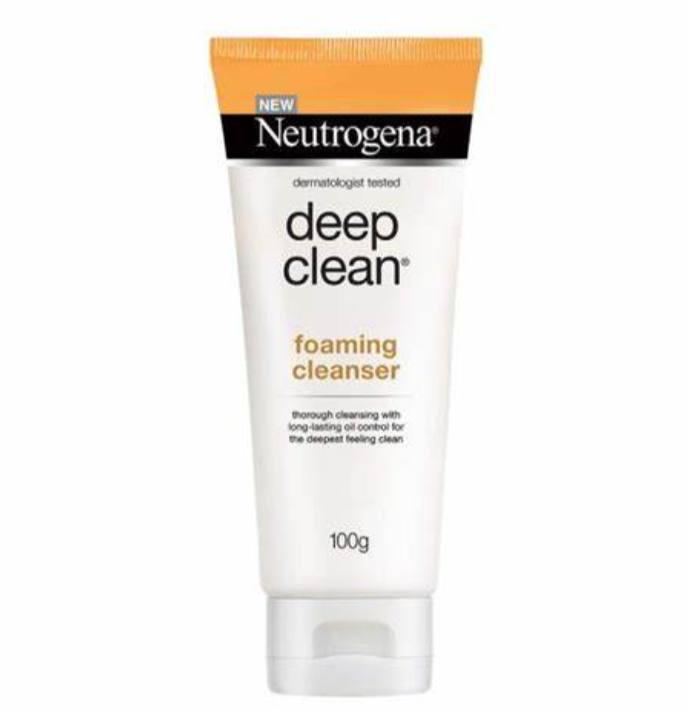 NEW
Neutrogena®
dermatologist tested
deep
clean®
foaming
cleanser
thorough cleansing with
long-lasting oil control for
the deepest feeling clean
100g